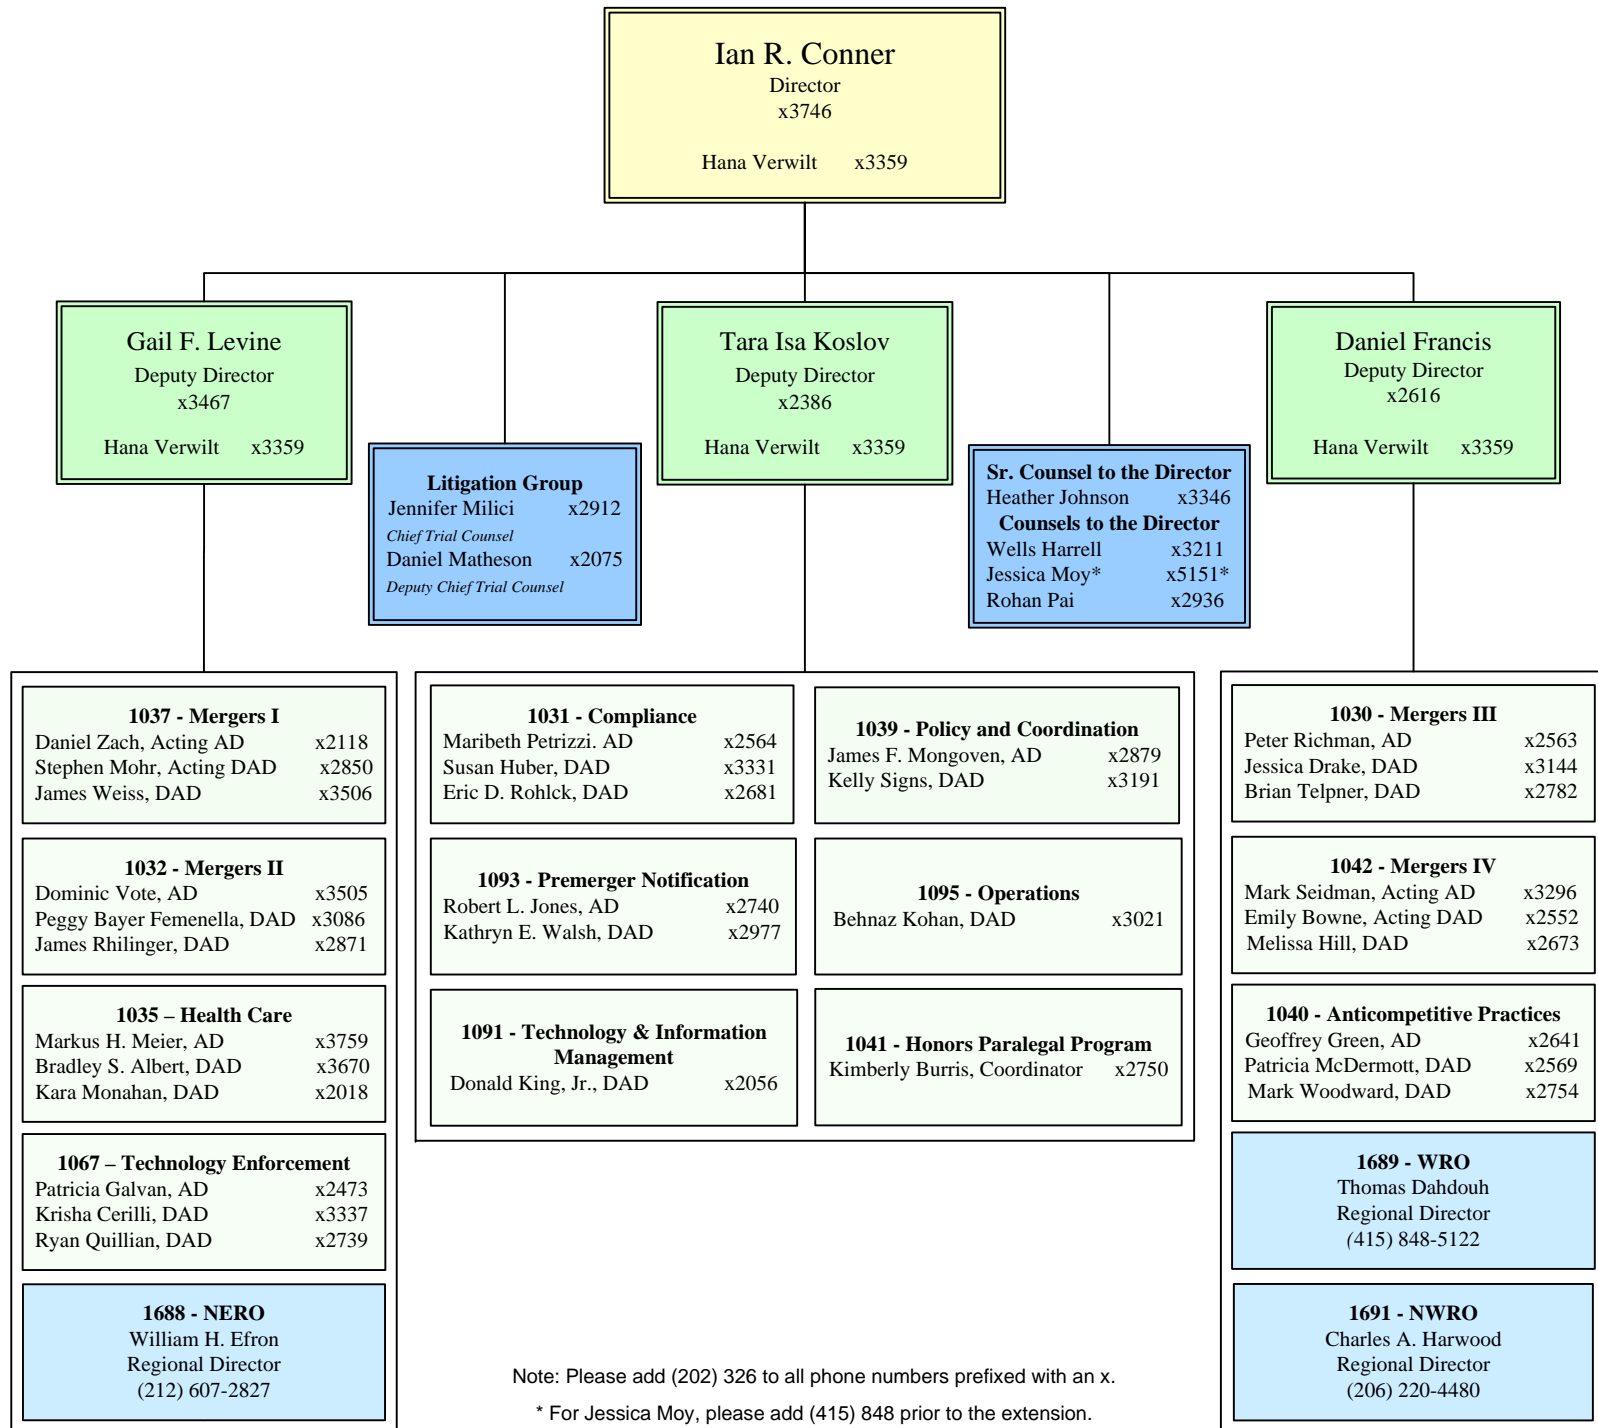 Ian R. Conner
Director
x3746
Hana Verwilt x3359
Gail F. Levine
Deputy Director
x3467
Hana Verwilt x3359
Litigation Group
Jennifer Milici x2912
Chief Trial Counsel
Daniel Matheson x2075
Deputy Chief Trial Counsel
Tara Isa Koslov
Deputy Director
x2386
Hana Verwilt x3359
Sr. Counsel to the Director
Heather Johnson x3346
Counsels to the Director
Wells Harrell x3211
Jessica Moy* x5151*
Rohan Pai x2936
Daniel Francis
Deputy Director
x2616
Hana Verwilt x3359
1037 - Mergers I
Daniel Zach, Acting AD x2118
Stephen Mohr, Acting DAD x2850
James Weiss, DAD x3506
1032 - Mergers II
Dominic Vote, AD x3505
Peggy Bayer Femenella, DAD x3086
James Rhilinger, DAD x2871
1035 – Health Care
Markus H. Meier, AD x3759
Bradley S. Albert, DAD x3670
Kara Monahan, DAD x2018
1067 – Technology Enforcement
Patricia Galvan, AD x2473
Krisha Cerilli, DAD x3337
Ryan Quillian, DAD x2739
1688 - NERO
William H. Efron
Regional Director
(212) 607-2827
1031 - Compliance
Maribeth Petrizzi. AD x2564
Susan Huber, DAD x3331
Eric D. Rohlck, DAD x2681
1039 - Policy and Coordination
James F. Mongoven, AD x2879
Kelly Signs, DAD x3191
1093 - Premerger Notification
Robert L. Jones, AD x2740
Kathryn E. Walsh, DAD x2977
1095 - Operations
Behnaz Kohan, DAD x3021
1091 - Technology & Information
Management
Donald King, Jr., DAD x2056
1041 - Honors Paralegal Program
Kimberly Burris, Coordinator x2750
1030 - Mergers III
Peter Richman, AD x2563
Jessica Drake, DAD x3144
Brian Telpner, DAD x2782
1042 - Mergers IV
Mark Seidman, Acting AD x3296
Emily Bowne, Acting DAD x2552
Melissa Hill, DAD x2673
1040 - Anticompetitive Practices
Geoffrey Green, AD x2641
Patricia McDermott, DAD x2569
Mark Woodward, DAD x2754
1689 - WRO
Thomas Dahdouh
Regional Director
(415) 848-5122
1691 - NWRO
Charles A. Harwood
Regional Director
(206) 220-4480
Note: Please add (202) 326 to all phone numbers prefixed with an x.
* For Jessica Moy, please add (415) 848 prior to the extension.